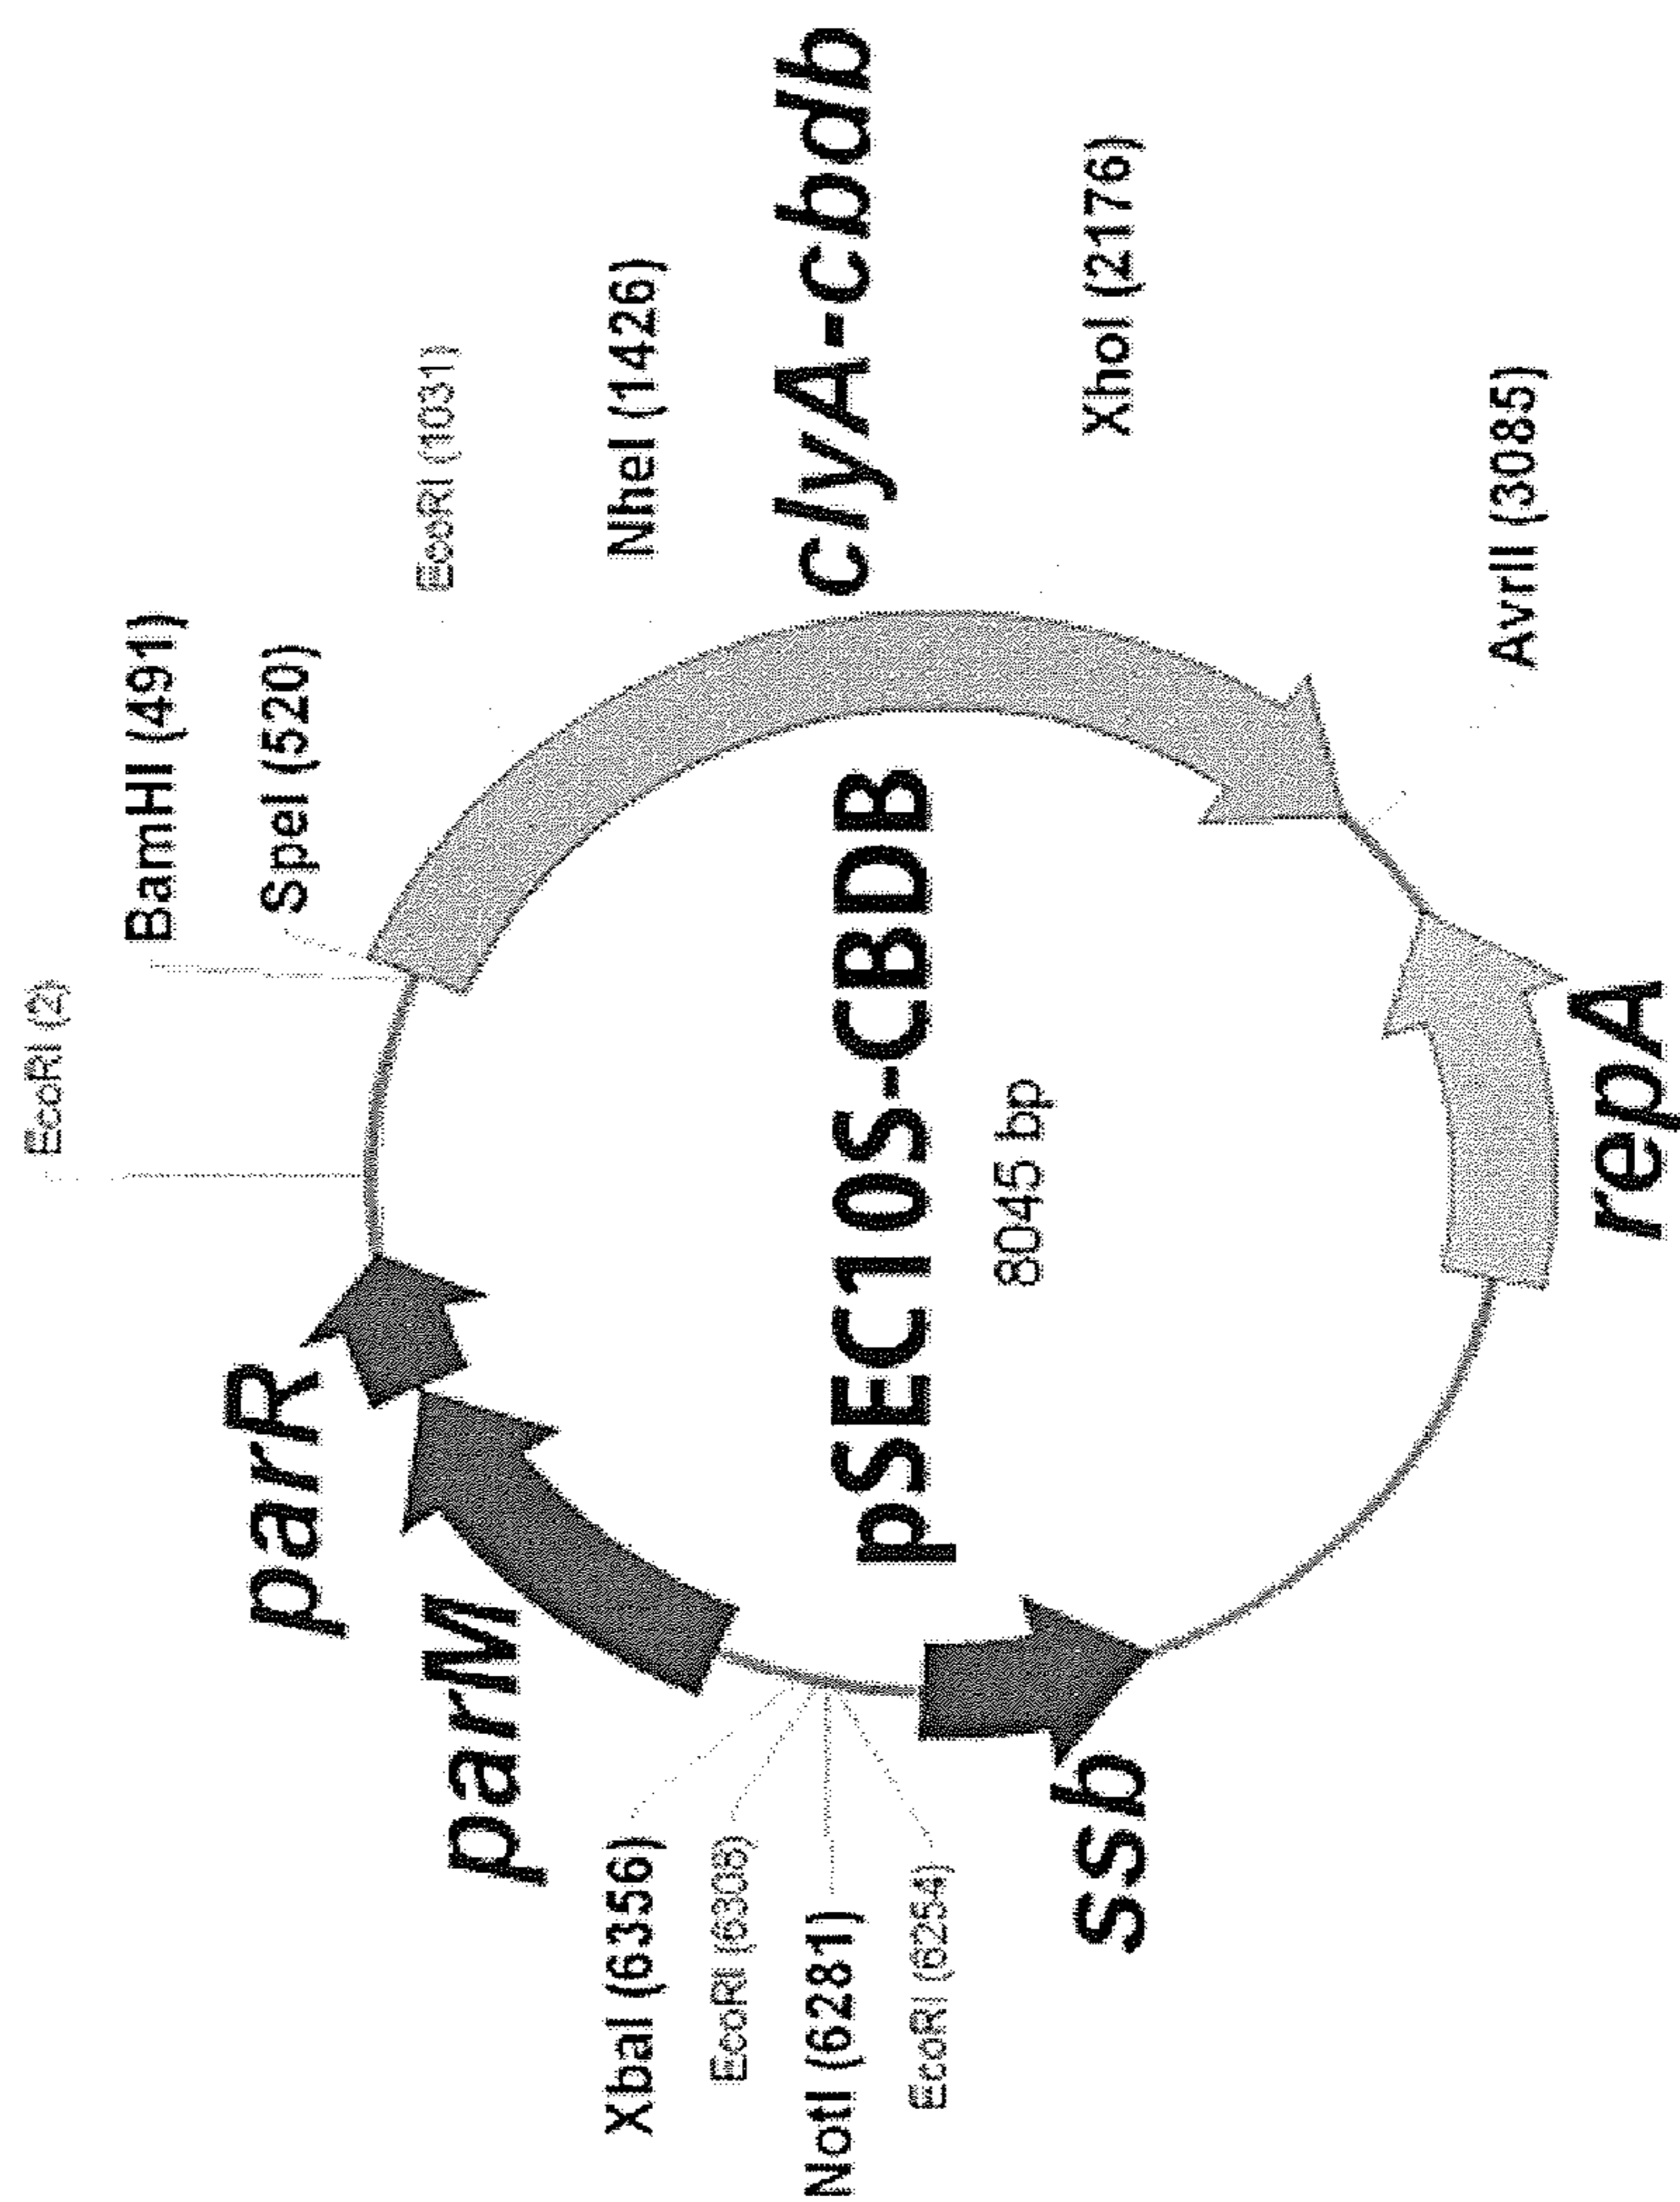 EcoRI (2)
BamHI (491)
SpeI (520)
EcoRI (1031)
NheI (1426)
clyA-cbdb
XhoI (2176)
AvrII (3085)
repA
ssb
EcoRI (6254)
NotI (6281)
EcoRI (6308)
XbaI (6356)
parM
parR
pSEC10S-CBDB
8045 bp